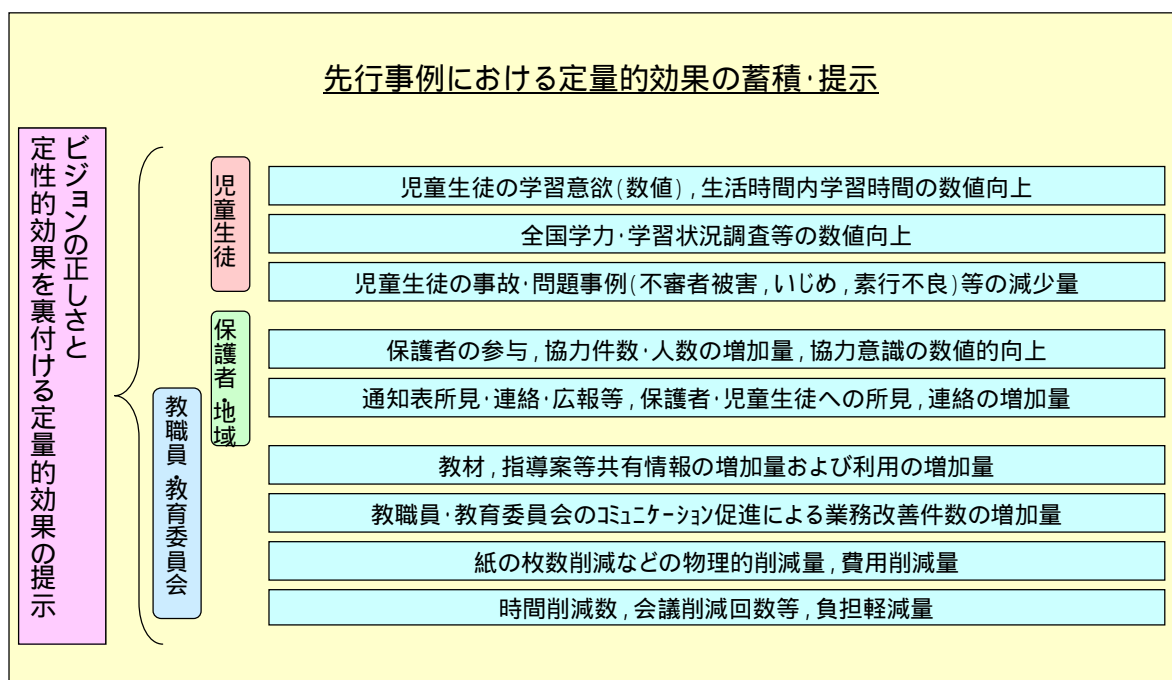 先行事例における定量的効果の蓄積･提示
ビジョンの正しさと
定性的効果を裏付ける定量的効果の提示
児童生徒
児童生徒の学習意欲(数値),生活時間内学習時間の数値向上
全国学力･学習状況調査等の数値向上
児童生徒の事故･問題事例(不審者被害,いじめ,素行不良)等の減少量
保護者･地域
保護者の参与,協力件数･人数の増加量,協力意識の数値的向上
通知表所見･連絡･広報等,保護者･児童生徒への所見,連絡の増加量
教職員･教育委員会
教材,指導案等共有情報の増加量および利用の増加量
教職員･教育委員会のｺﾐｭﾆｹｰｼｮﾝ促進による業務改善件数の増加量
紙の枚数削減などの物理的削減量,費用削減量
時間削減数,会議削減回数等,負担軽減量